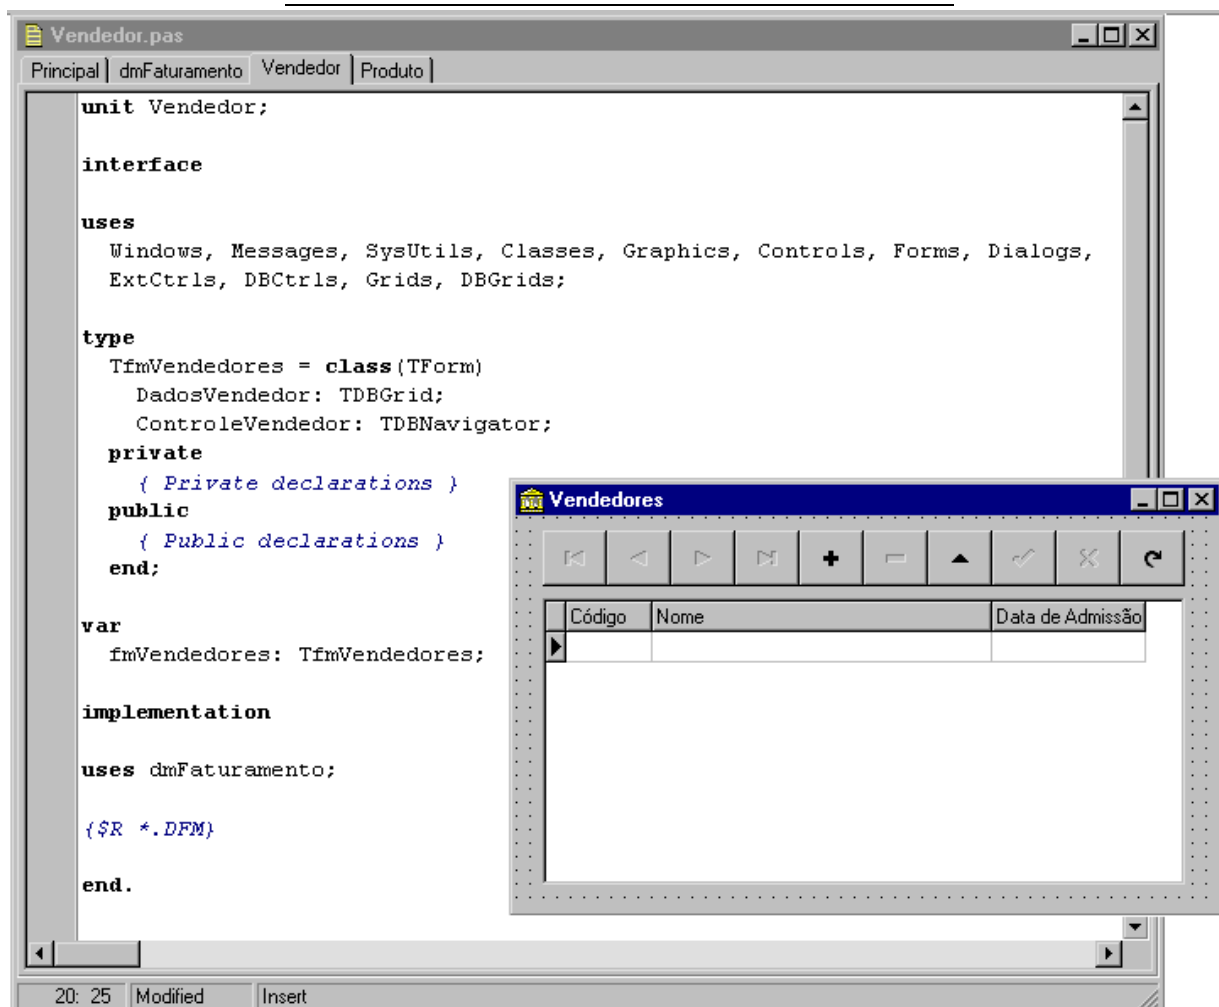 Vendedor.pas
Principal dmFaturamento Vendedor Produto
unit Vendedor;
interface
uses
Windows, Messages, SysUtils, Classes, Graphics, Controls, Forms, Dialogs,
ExtCtrls, DBCtrls, Grids, DBGrids;
type
TfmVendedores = class(TForm)
DadosVendedor: TDBGrid;
ControleVendedor: TDBNavigator;
private
{ Private declarations }
public
{ Public declarations }
end;
var
fmVendedores: TfmVendedores;
implementation
uses dmFaturamento;
{$R *.DFM}
end.
Vendedores
Código Nome Data de Admissão
20: 25 Modified Insert